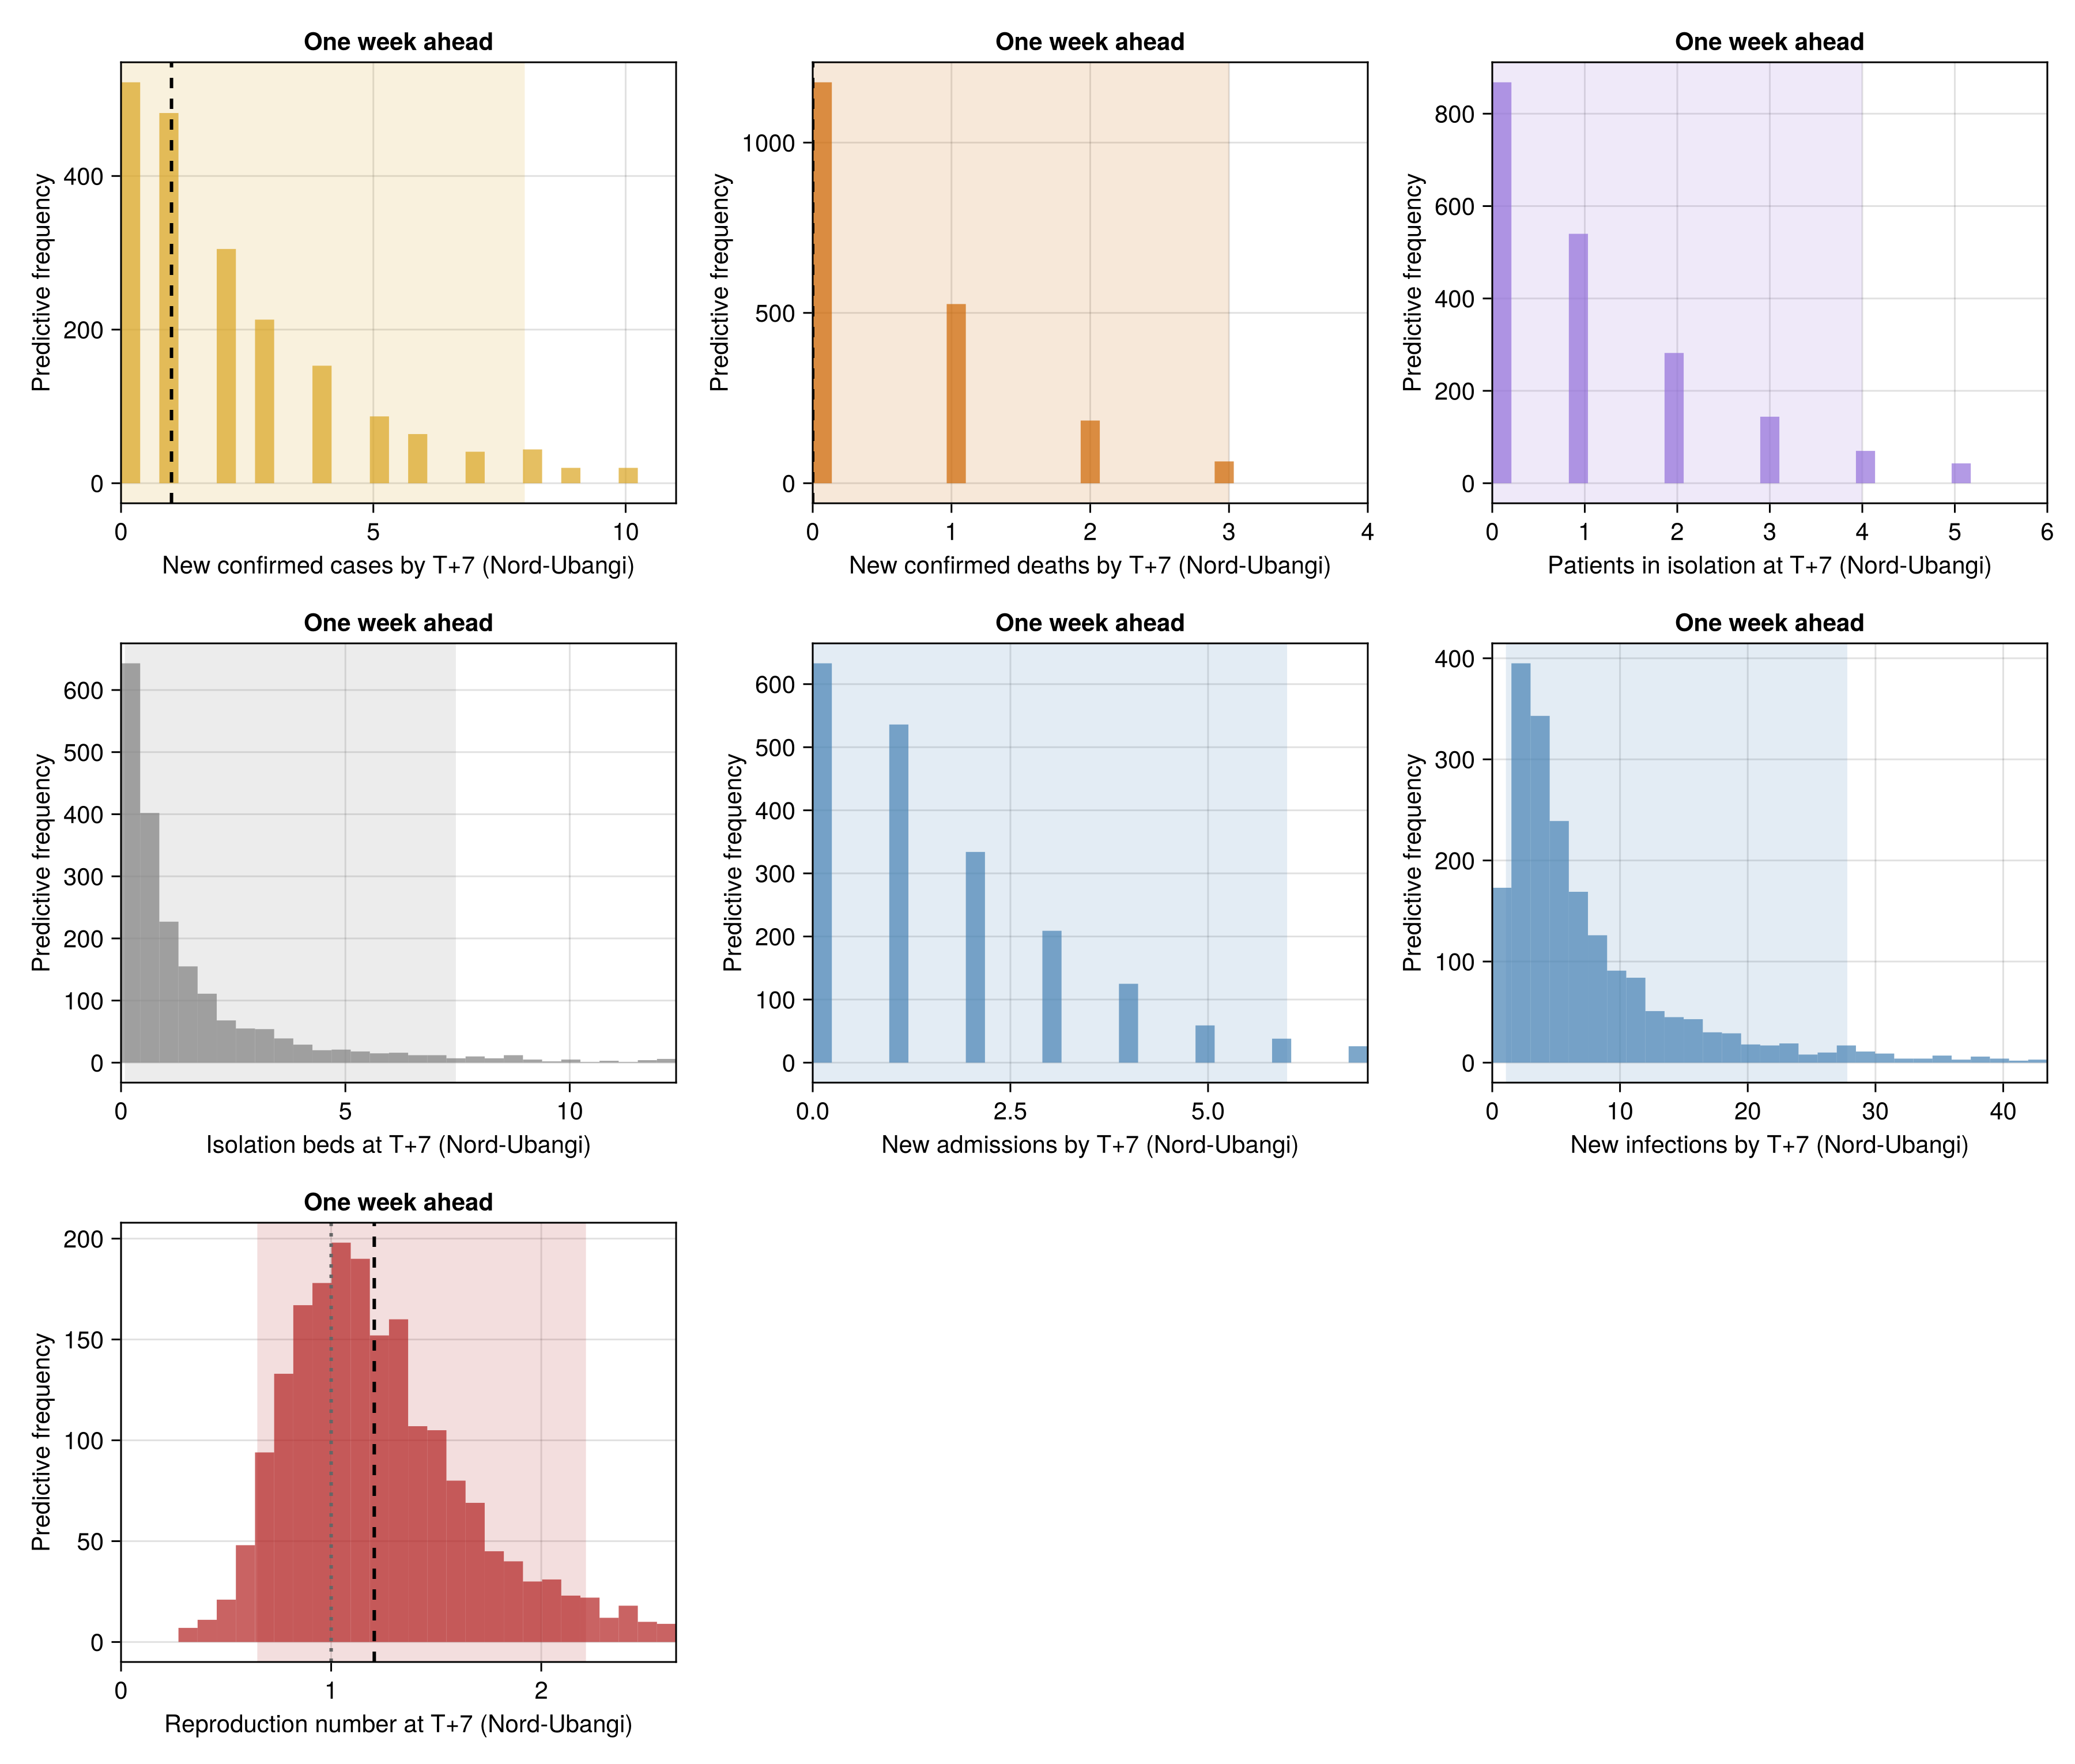 One week ahead
Predictive frequency
400
200
0
0 5 10
New confirmed cases by T+7 (Nord-Ubangi)
One week ahead
Predictive frequency
1000
500
0
0 1 2 3 4
New confirmed deaths by T+7 (Nord-Ubangi)
One week ahead
Predictive frequency
800
600
400
200
0
0 1 2 3 4 5 6
Patients in isolation at T+7 (Nord-Ubangi)
One week ahead
Predictive frequency
600
500
400
300
200
100
0
0 5 10
Isolation beds at T+7 (Nord-Ubangi)
One week ahead
Predictive frequency
600
500
400
300
200
100
0
0.0 2.5 5.0
New admissions by T+7 (Nord-Ubangi)
One week ahead
Predictive frequency
400
300
200
100
0
0 10 20 30 40
New infections by T+7 (Nord-Ubangi)
One week ahead
Predictive frequency
200
150
100
50
0
0 1 2
Reproduction number at T+7 (Nord-Ubangi)